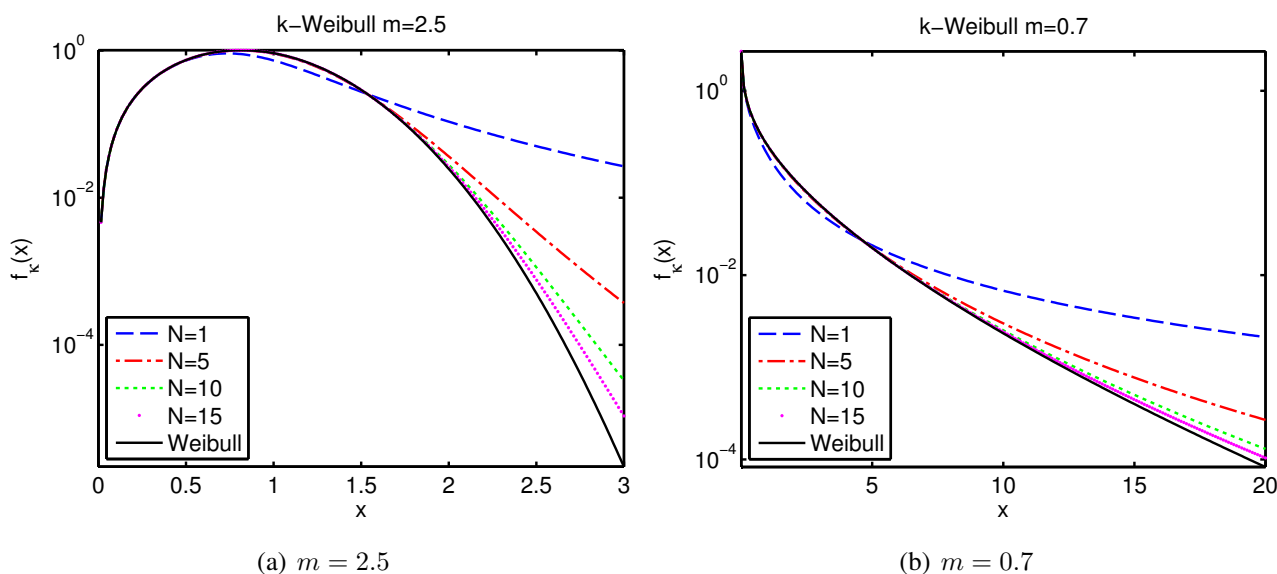 k-Weibull m=2.5
10^0
10^-2
10^-4
f_κ(x)
N=1
N=5
N=10
N=15
Weibull
0 0.5 1 1.5 2 2.5 3
x
(a) m = 2.5
k-Weibull m=0.7
10^0
10^-2
10^-4
f_κ(x)
N=1
N=5
N=10
N=15
Weibull
5 10 15 20
x
(b) m = 0.7